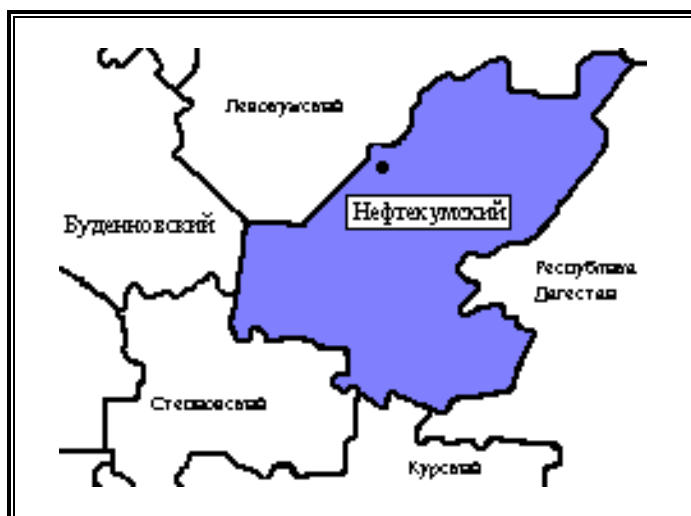 Левокумский
Буденновский
Нефтекумский
Республика
Дагестан
Степновский
Курский